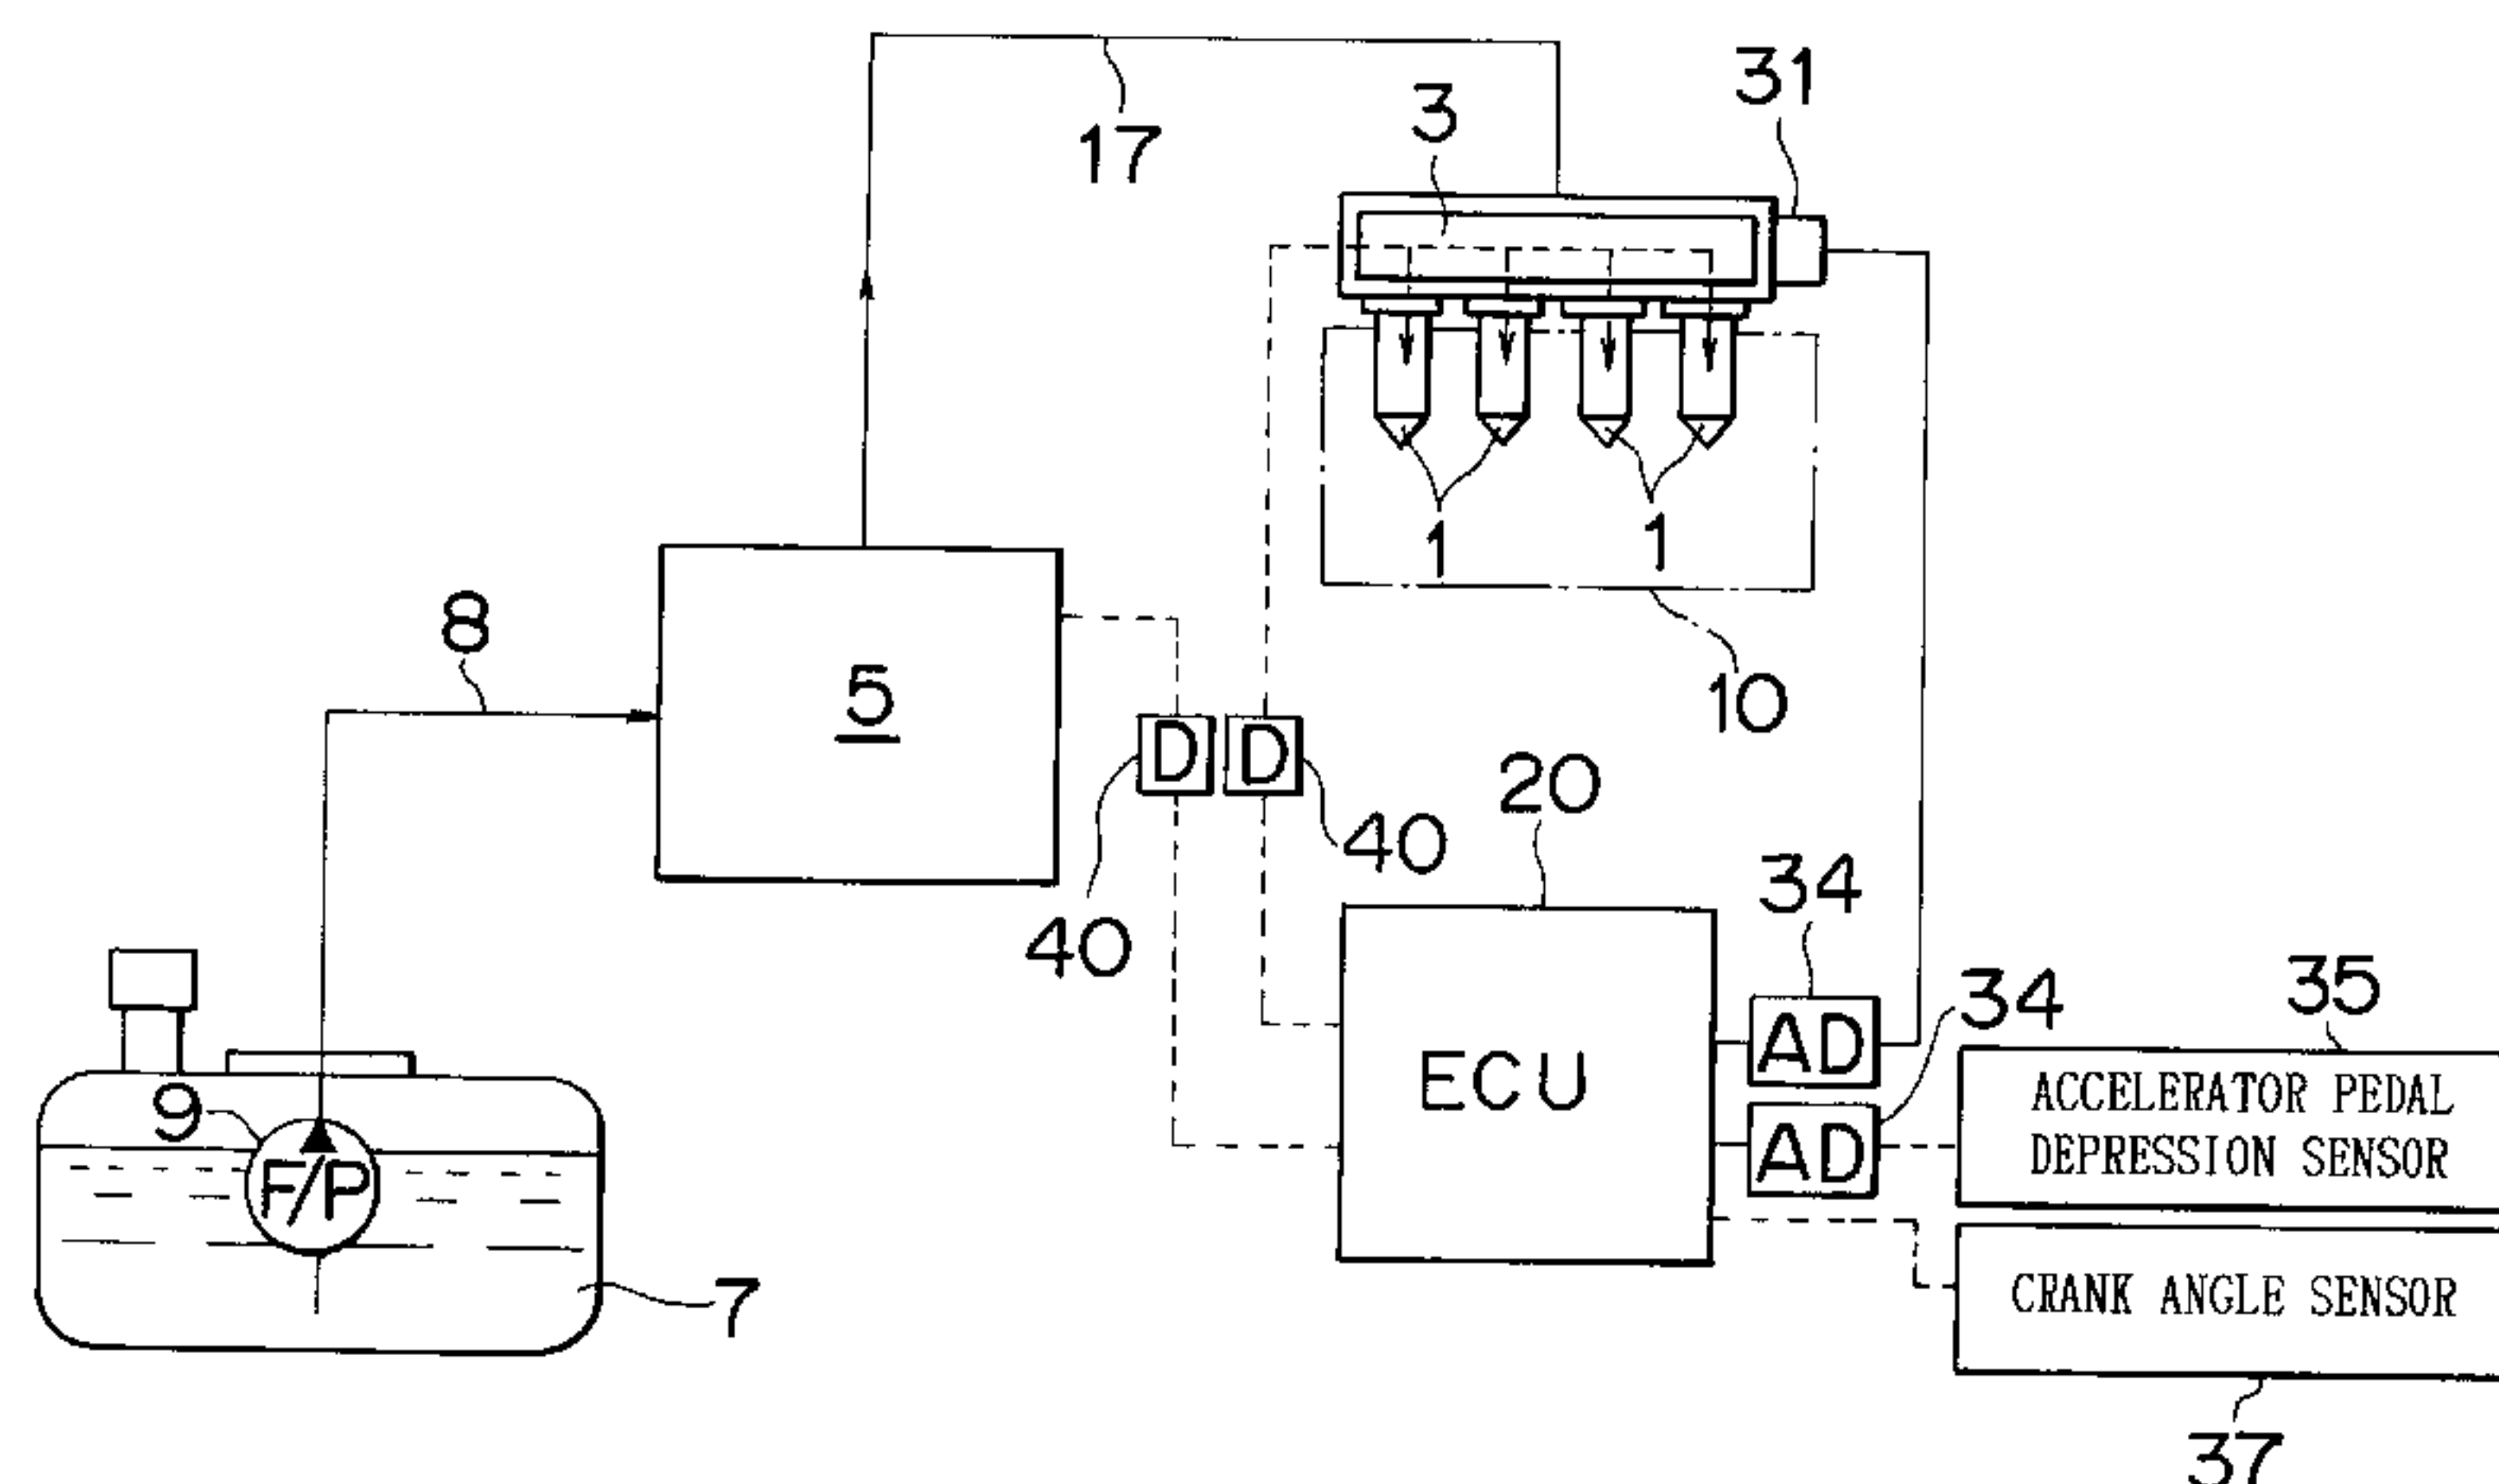 31
3
17
1
1
8
10
5
D
D
20
40
34
40
34
35
AD
ECU
ACCELERATOR PEDAL
DEPRESSION SENSOR
9
AD
F/P
7
CRANK ANGLE SENSOR
37